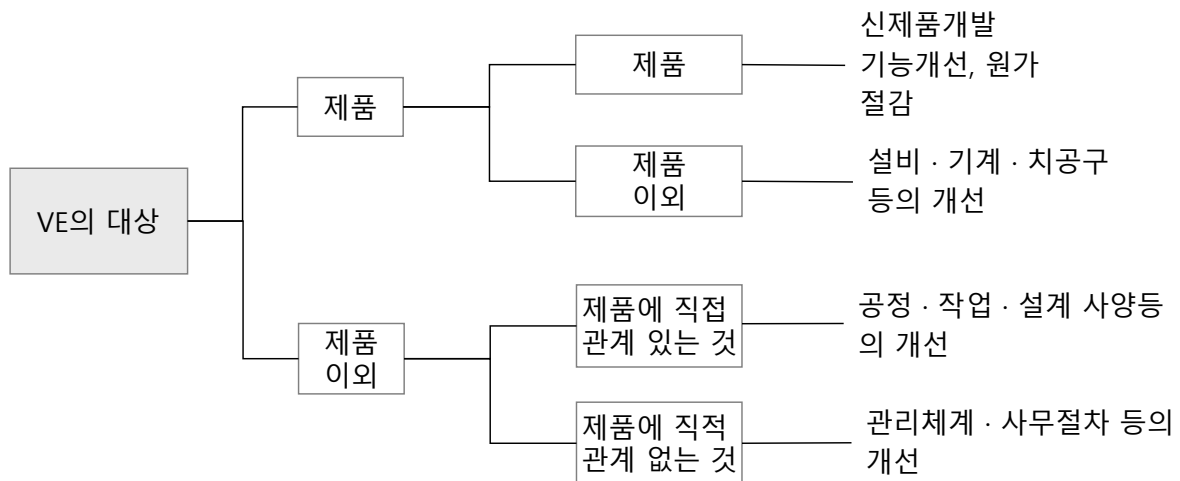 VE의 대상
제품
제품
신제품개발
기능개선, 원가
절감
제품
이외
설비 · 기계 · 치공구
등의 개선
제품
이외
제품에 직접
관계 있는 것
공정 · 작업 · 설계 사양등
의 개선
제품에 직적
관계 없는 것
관리체계 · 사무절차 등의
개선